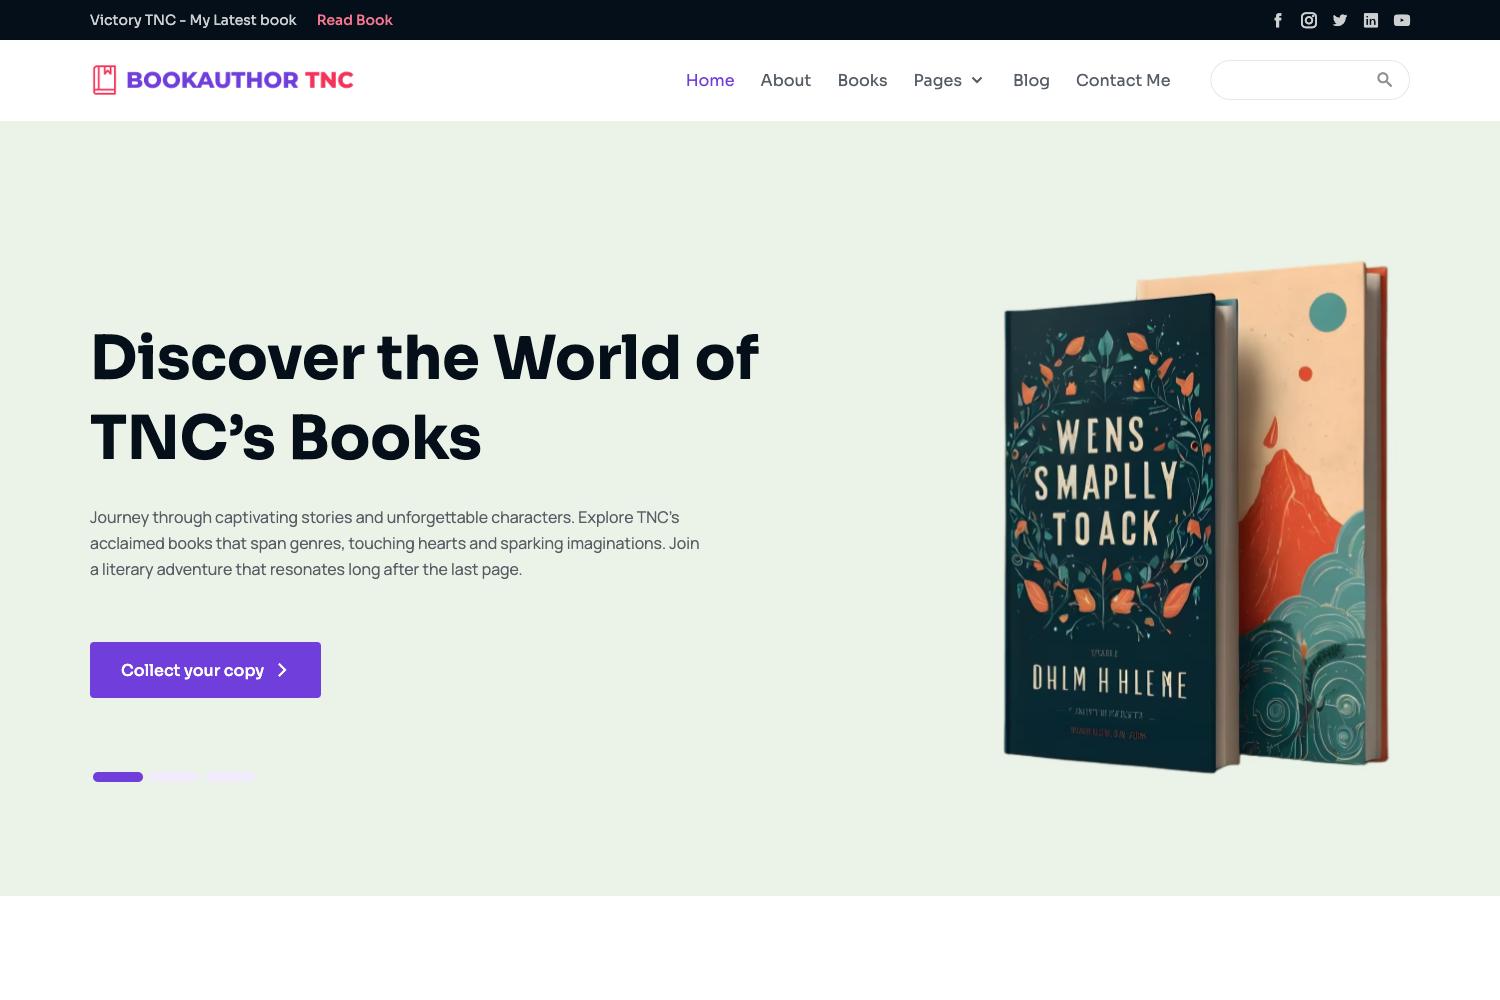 Victory TNC - My Latest book Read Book
BOOKAUTHOR TNC
Home About Books Pages Blog Contact Me
Discover the World of
TNC’s Books
Journey through captivating stories and unforgettable characters. Explore TNC’s
acclaimed books that span genres, touching hearts and sparking imaginations. Join
a literary adventure that resonates long after the last page.
Collect your copy
WENS
SMAPLLY
TOACK
DHLM H HLENE